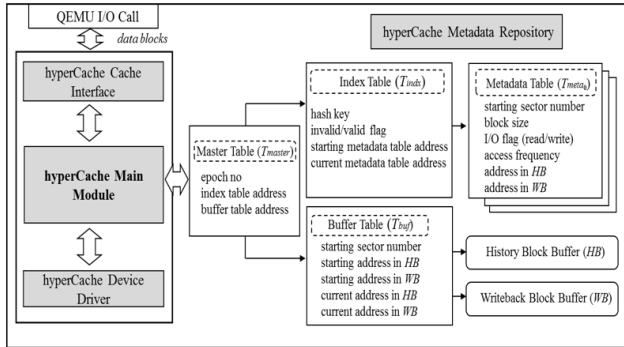 QEMU I/O Call
data blocks
hyperCache Cache
Interface
hyperCache Main
Module
hyperCache Device
Driver
hyperCache Metadata Repository
Master Table (Tmaster)
epoch no
index table address
buffer table address
Index Table (Tindx)
hash key
invalid/valid flag
starting metadata table address
current metadata table address
Metadata Table (Tmetah)
starting sector number
block size
I/O flag (read/write)
access frequency
address in HB
address in WB
Buffer Table (Tbuf)
starting sector number
starting address in HB
starting address in WB
current address in HB
current address in WB
History Block Buffer (HB)
Writeback Block Buffer (WB)